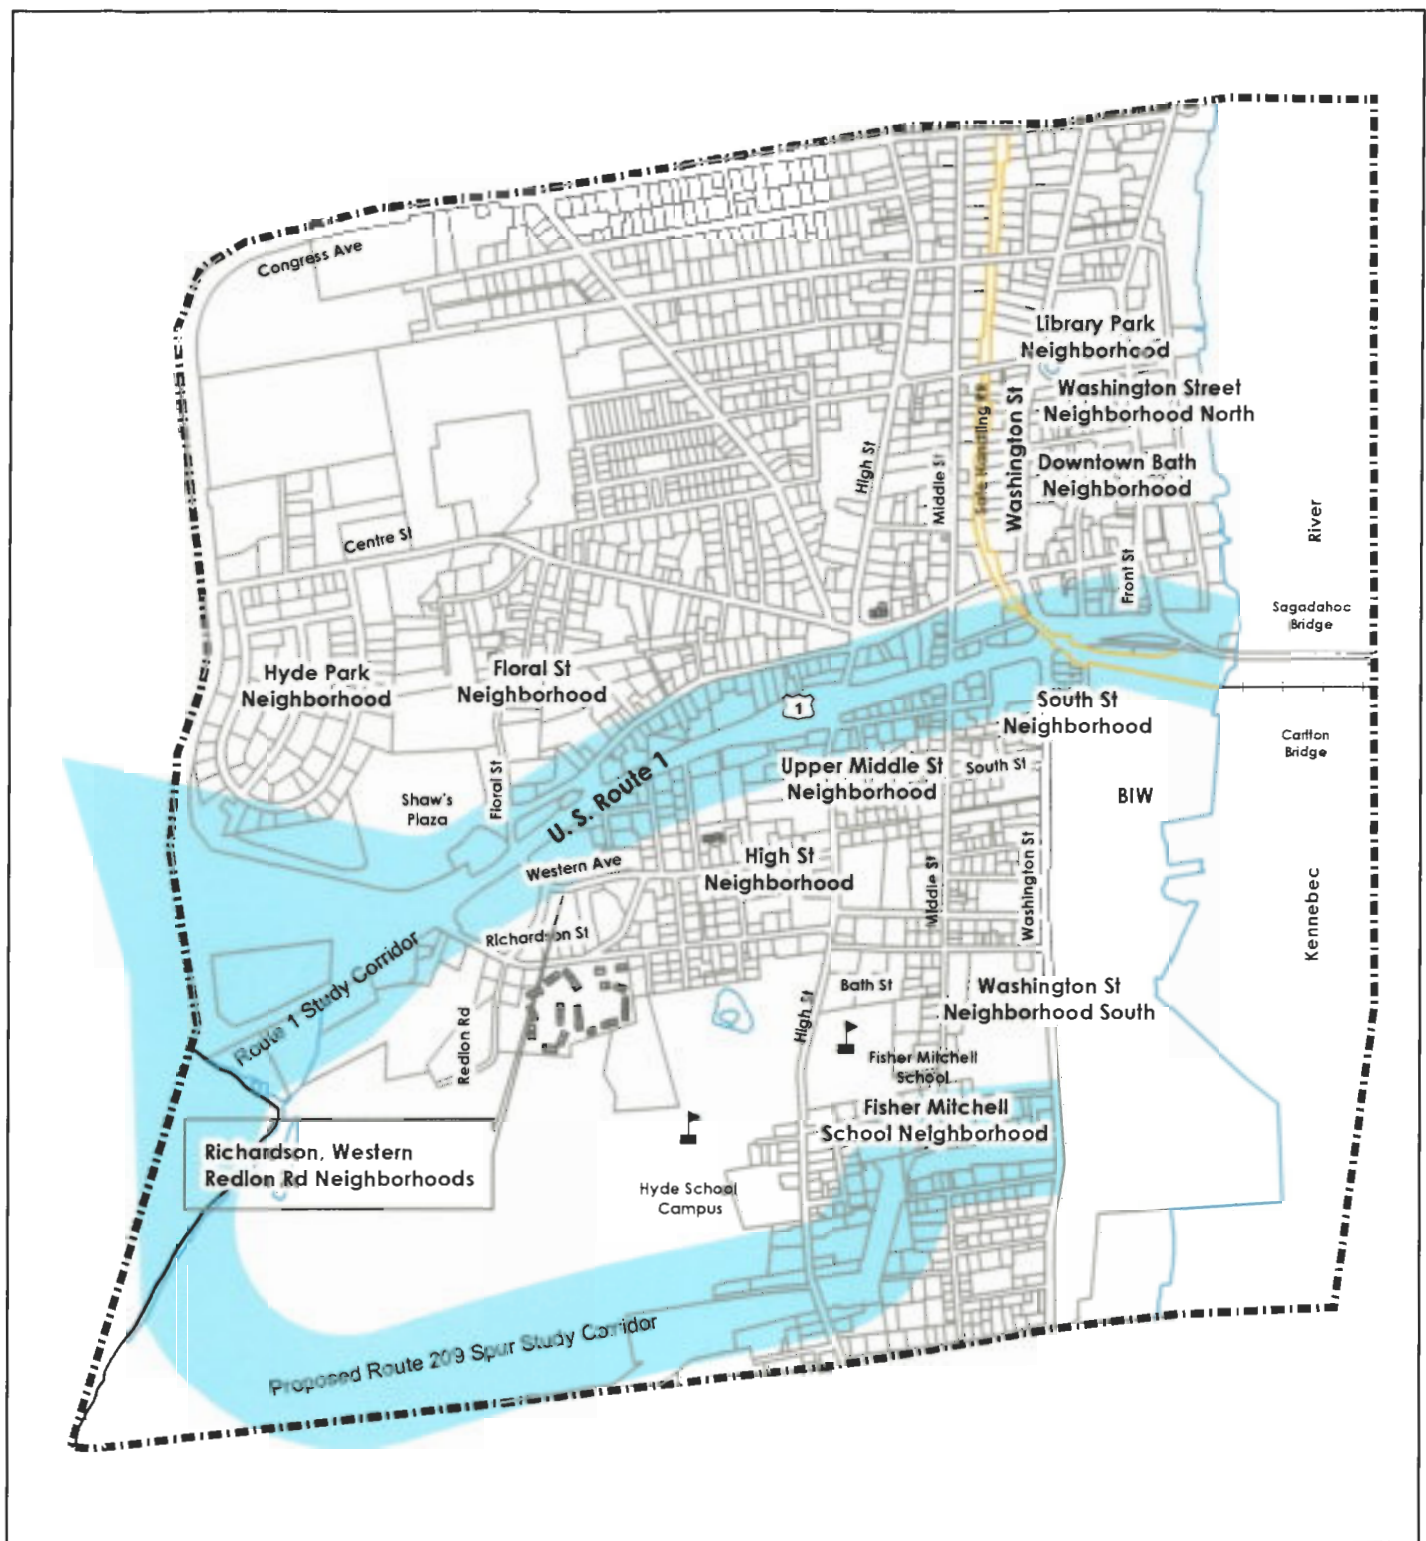 Congress Ave
Library Park
Neighborhood
Washington Street
Neighborhood North
Downtown Bath
Neighborhood
High St
Middle St
Washington St
River
Centre St
Front St
Sagadahoc
Bridge
Hyde Park
Neighborhood
Floral St
Neighborhood
1
South St
Neighborhood
Carlton
Bridge
Upper Middle St
Neighborhood
South St
BIW
Shaw's
Plaza
Floral St
U. S. Route 1
Western Ave
High St
Neighborhood
Middle St
Washington St
Kennebec
Richardson St
Route 1 Study Corridor
Bath St
Washington St
Neighborhood South
High St
Redlon Rd
Fisher Mitchell
School
Fisher Mitchell
School Neighborhood
Richardson, Western
Redlon Rd Neighborhoods
Hyde School
Campus
Proposed Route 209 Spur Study Corridor